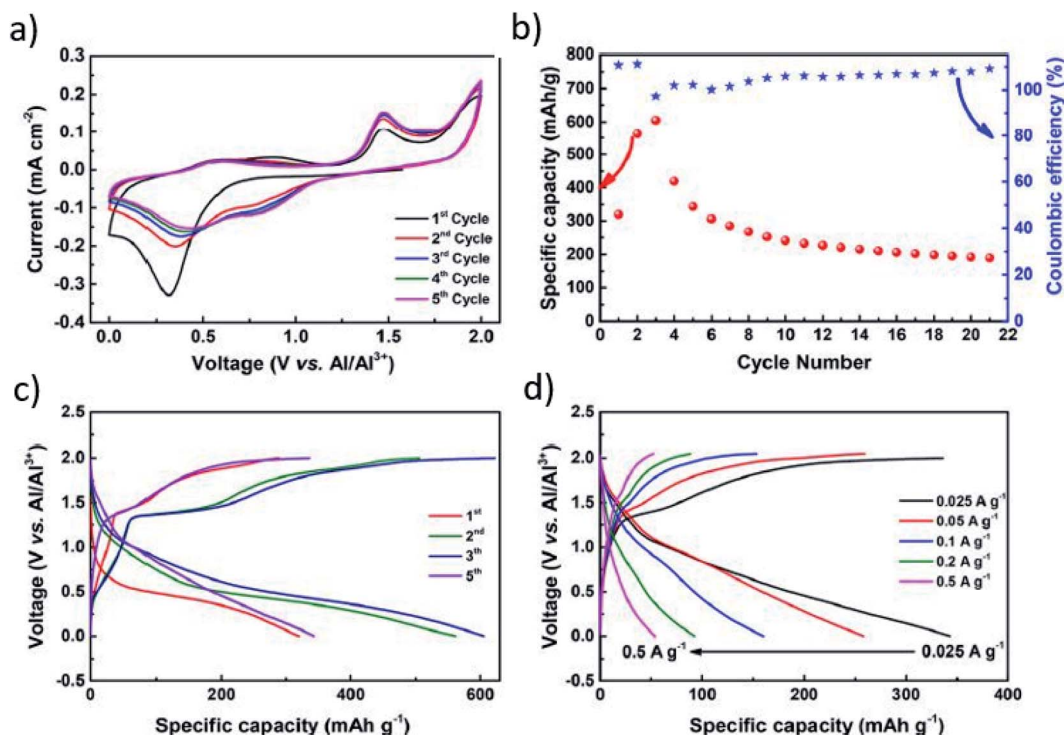 a)
0.3
0.2
0.1
0.0
-0.1
-0.2
-0.3
-0.4
Current (mA cm⁻²)
1ˢᵗ Cycle
2ⁿᵈ Cycle
3ʳᵈ Cycle
4ᵗʰ Cycle
5ᵗʰ Cycle
0.0 0.5 1.0 1.5 2.0
Voltage (V vs. Al/Al³⁺)
b)
800
700
600
500
400
300
200
100
0
Specific capacity (mAh/g)
100
80
60
40
20
0
Coulombic efficiency (%)
0 2 4 6 8 10 12 14 16 18 20 22
Cycle Number
c)
2.5
2.0
1.5
1.0
0.5
0.0
-0.5
Voltage (V vs. Al/Al³⁺)
1ˢᵗ
2ⁿᵈ
3ᵗʰ
5ᵗʰ
0 200 400 600
Specific capacity (mAh g⁻¹)
d)
2.5
2.0
1.5
1.0
0.5
0.0
-0.5
Voltage (V vs. Al/Al³⁺)
0.025 A g⁻¹
0.05 A g⁻¹
0.1 A g⁻¹
0.2 A g⁻¹
0.5 A g⁻¹
0.5 A g⁻¹ 0.025 A g⁻¹
0 100 200 300 400
Specific capacity (mAh g⁻¹)